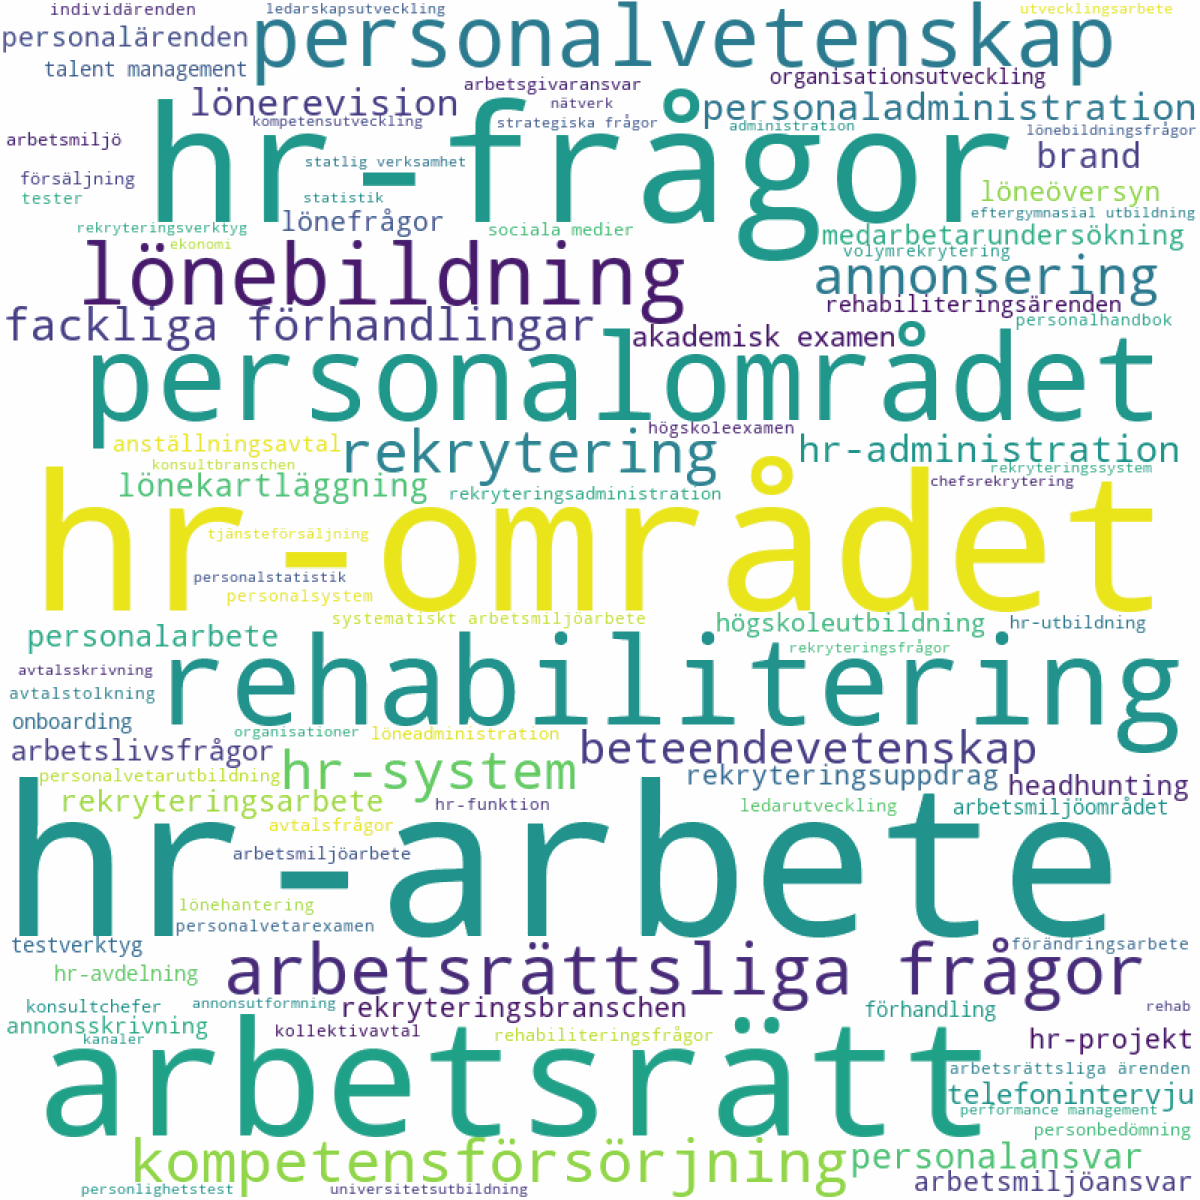 individärenden
ledarskapsutveckling
utvecklingsarbete
personalärenden
personalvetenskap
talent management
organisationsutveckling
arbetsgivaransvar
lönerevision
nätverk
personaladministration
kompetensutveckling
strategiska frågor
administration
lönebildningsfrågor
arbetsmiljö
hr-frågor
statlig verksamhet
brand
försäljning
tester
statistik
löneöversyn
lönefrågor
eftergymnasial utbildning
rekryteringsverktyg
sociala medier
medarbetarundersökning
ekonomi
volymrekrytering
lönebildning
annonsering
rehabiliteringsärenden
fackliga förhandlingar
personalhandbok
akademisk examen
personalområdet
högskoleexamen
anställningsavtal
rekrytering
hr-administration
konsultbranschen
rekryteringssystem
lönekartläggning
rekryteringsadministration
chefsrekrytering
hr-området
tjänsteförsäljning
personalstatistik
personalsystem
systematiskt arbetsmiljöarbete
högskoleutbildning
hr-utbildning
personalarbete
rekryteringsfrågor
avtalsskrivning
rehabilitering
avtalstolkning
onboarding
organisationer
löneadministration
arbetslivsfrågor
beteendevetenskap
personalvetarutbildning
hr-system
rekryteringsuppdrag
headhunting
rekryteringsarbete
hr-funktion
ledarutveckling
arbetsmiljöområdet
avtalsfrågor
arbetsmiljöarbete
hr-arbete
lönehantering
personalvetarexamen
testverktyg
förändringsarbete
hr-avdelning
arbetsrättsliga frågor
konsultchefer
annonsutformning
rekryteringsbranschen
förhandling
rehab
annonsskrivning
kollektivavtal
rehabiliteringsfrågor
kanaler
hr-projekt
arbetsrätt
arbetsrättsliga ärenden
telefonintervju
performance management
personbedömning
kompetensförsörjning
personalansvar
arbetsmiljöansvar
personlighetstest
universitetsutbildning